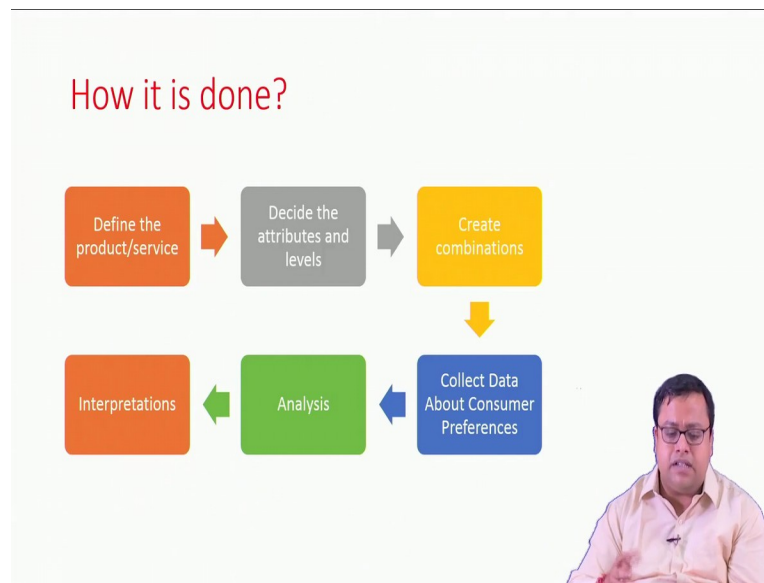 How it is done?
Define the
product/service
Decide the
attributes and
levels
Create
combinations
Collect Data
About Consumer
Preferences
Analysis
Interpretations